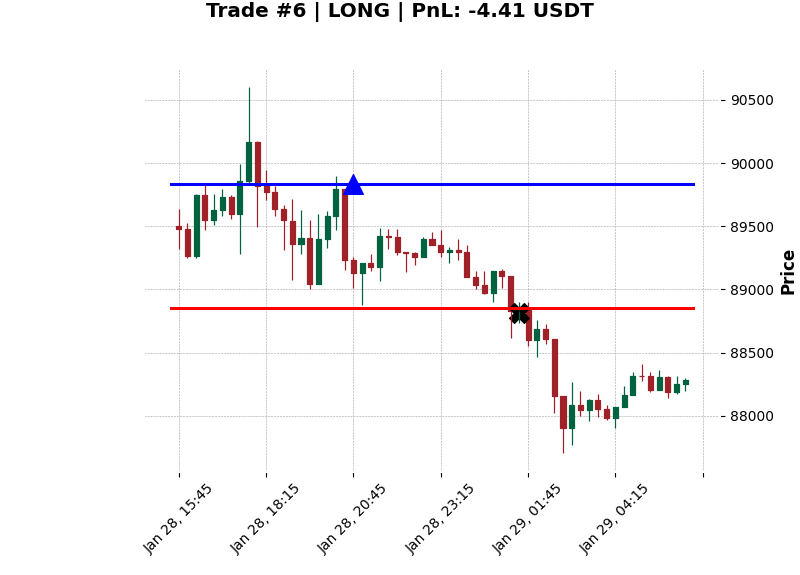 Trade #6 | LONG | PnL: -4.41 USDT
90500
90000
89500
89000
88500
88000
Price
Jan 28, 15:45
Jan 28, 18:15
Jan 28, 20:45
Jan 28, 23:15
Jan 29, 01:45
Jan 29, 04:15